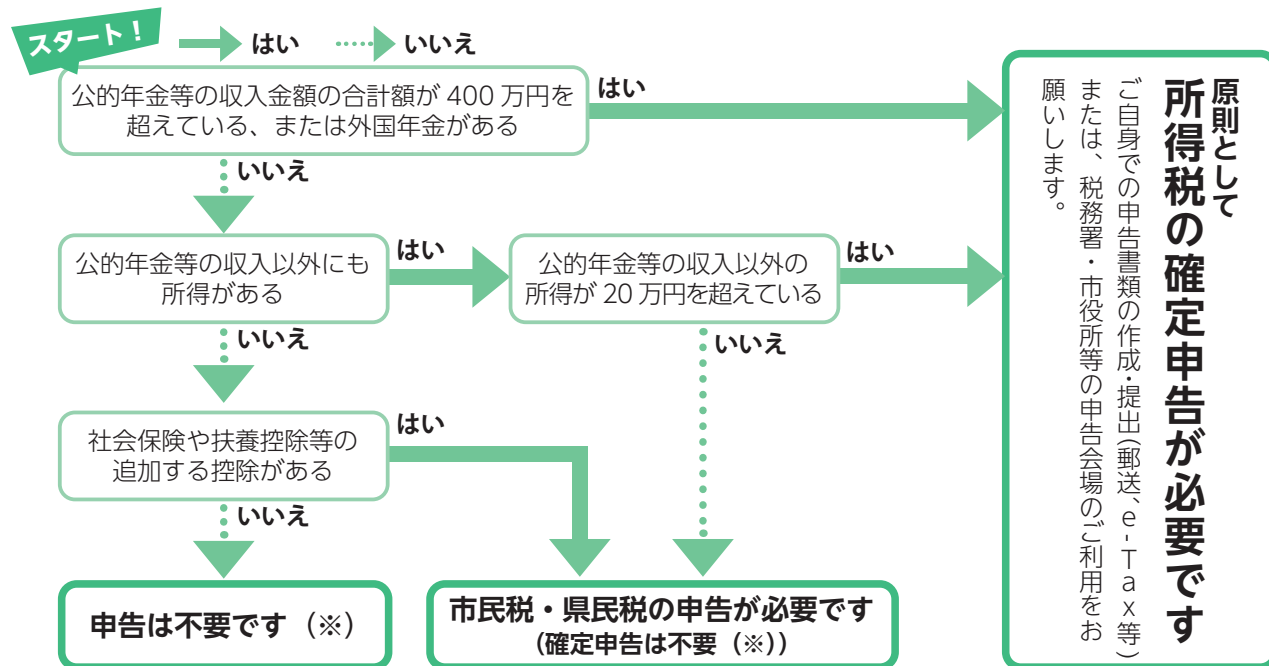 スタート！
はい
いいえ
公的年金等の収入金額の合計額が 400 万円を
超えている、または外国年金がある
はい
いいえ
公的年金等の収入以外にも
所得がある
はい
公的年金等の収入以外の
所得が 20 万円を超えている
はい
いいえ
いいえ
社会保険や扶養控除等の
追加する控除がある
はい
いいえ
申告は不要です（※）
市民税・県民税の申告が必要です
（確定申告は不要（※））
原則として
所得税の確定申告が必要です
ご自身での申告書類の作成・提出(郵送、e-Tax等)
または、税務署・市役所等の申告会場のご利用をお
願いします。